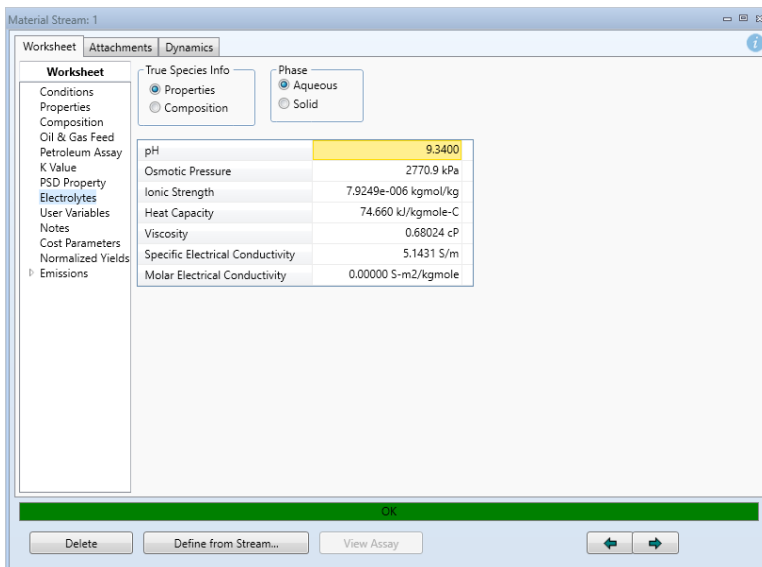 Material Stream: 1
Worksheet Attachments Dynamics
Worksheet
Conditions
Properties
Composition
Oil & Gas Feed
Petroleum Assay
K Value
PSD Property
Electrolytes
User Variables
Notes
Cost Parameters
Normalized Yields
Emissions
True Species Info
Properties
Composition
Phase
Aqueous
Solid
pH 9.3400
Osmotic Pressure 2770.9 kPa
Ionic Strength 7.9249e-006 kgmol/kg
Heat Capacity 74.660 kJ/kgmole-C
Viscosity 0.68024 cP
Specific Electrical Conductivity 5.1431 S/m
Molar Electrical Conductivity 0.00000 S-m2/kgmole
OK
Delete Define from Stream... View Assay